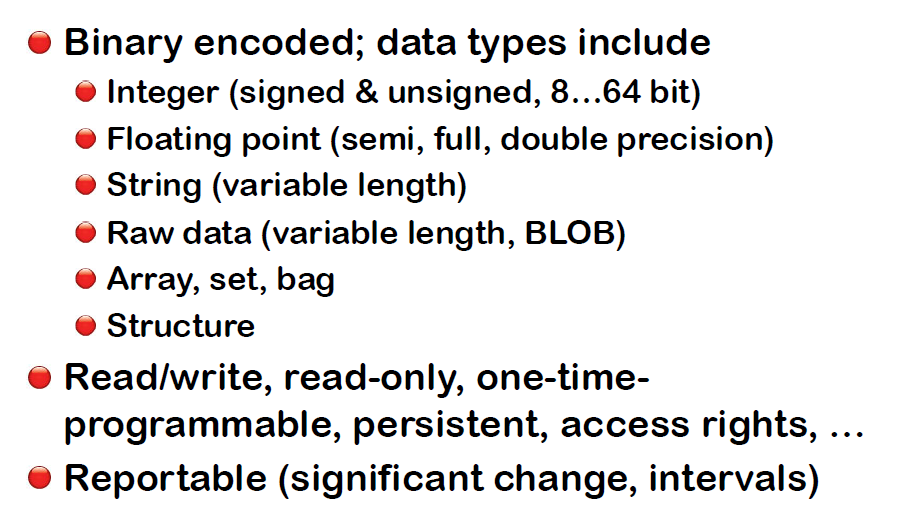 Binary encoded; data types include
Integer (signed & unsigned, 8…64 bit)
Floating point (semi, full, double precision)
String (variable length)
Raw data (variable length, BLOB)
Array, set, bag
Structure
Read/write, read-only, one-time-
programmable, persistent, access rights, …
Reportable (significant change, intervals)